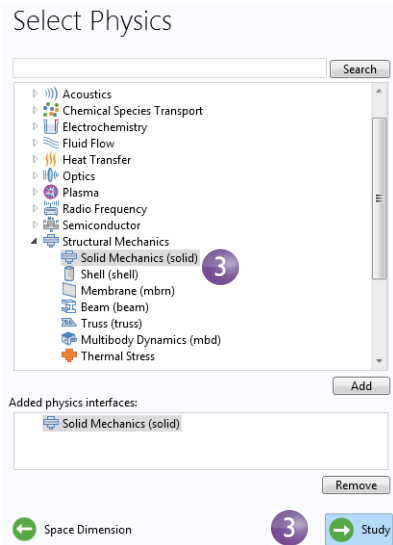 Select Physics
Search
Acoustics
Chemical Species Transport
Electrochemistry
Fluid Flow
Heat Transfer
Optics
Plasma
Radio Frequency
Semiconductor
Structural Mechanics
Solid Mechanics (solid)
3
Shell (shell)
Membrane (mbrn)
Beam (beam)
Truss (truss)
Multibody Dynamics (mbd)
Thermal Stress
Add
Added physics interfaces:
Solid Mechanics (solid)
Remove
Space Dimension 3 Study